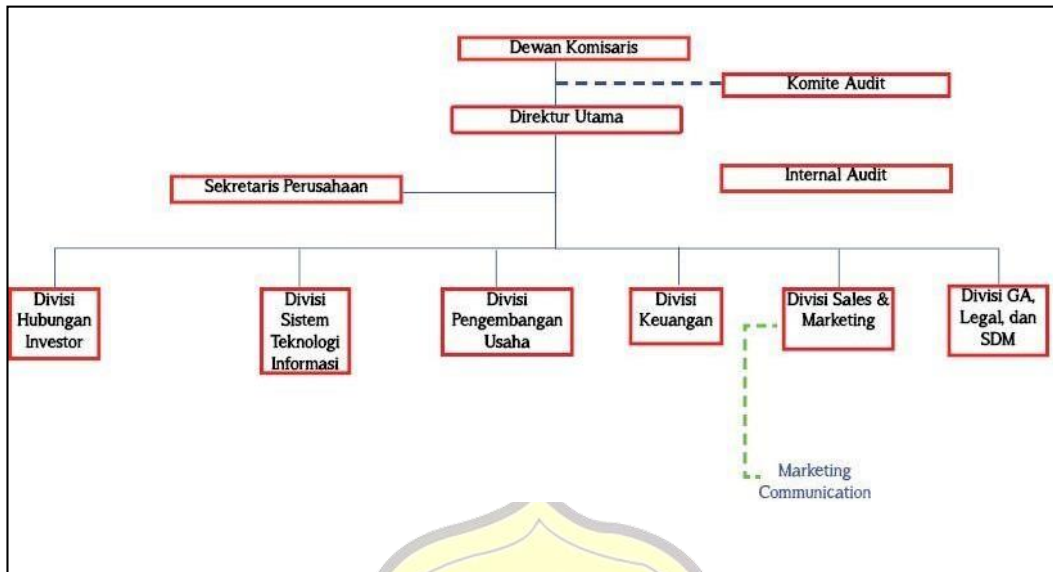 Dewan Komisaris
Komite Audit
Direktur Utama
Sekretaris Perusahaan
Internal Audit
Divisi
Hubungan
Investor
Divisi
Sistem
Teknologi
Informasi
Divisi
Pengembangan
Usaha
Divisi
Keuangan
Divisi Sales &
Marketing
Divisi GA,
Legal, dan
SDM
Marketing
Communication